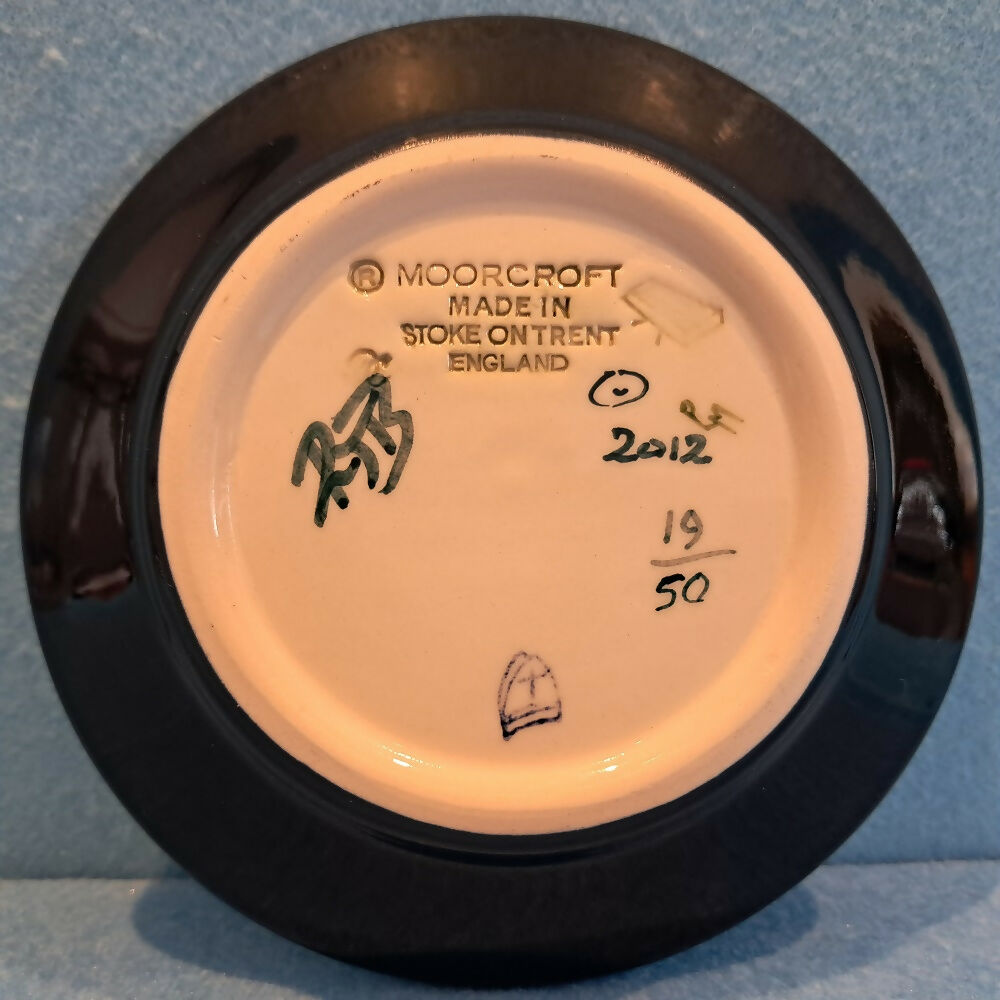 ® MOORCROFT
MADE IN
STOKE ON TRENT
ENGLAND
2012
19
50